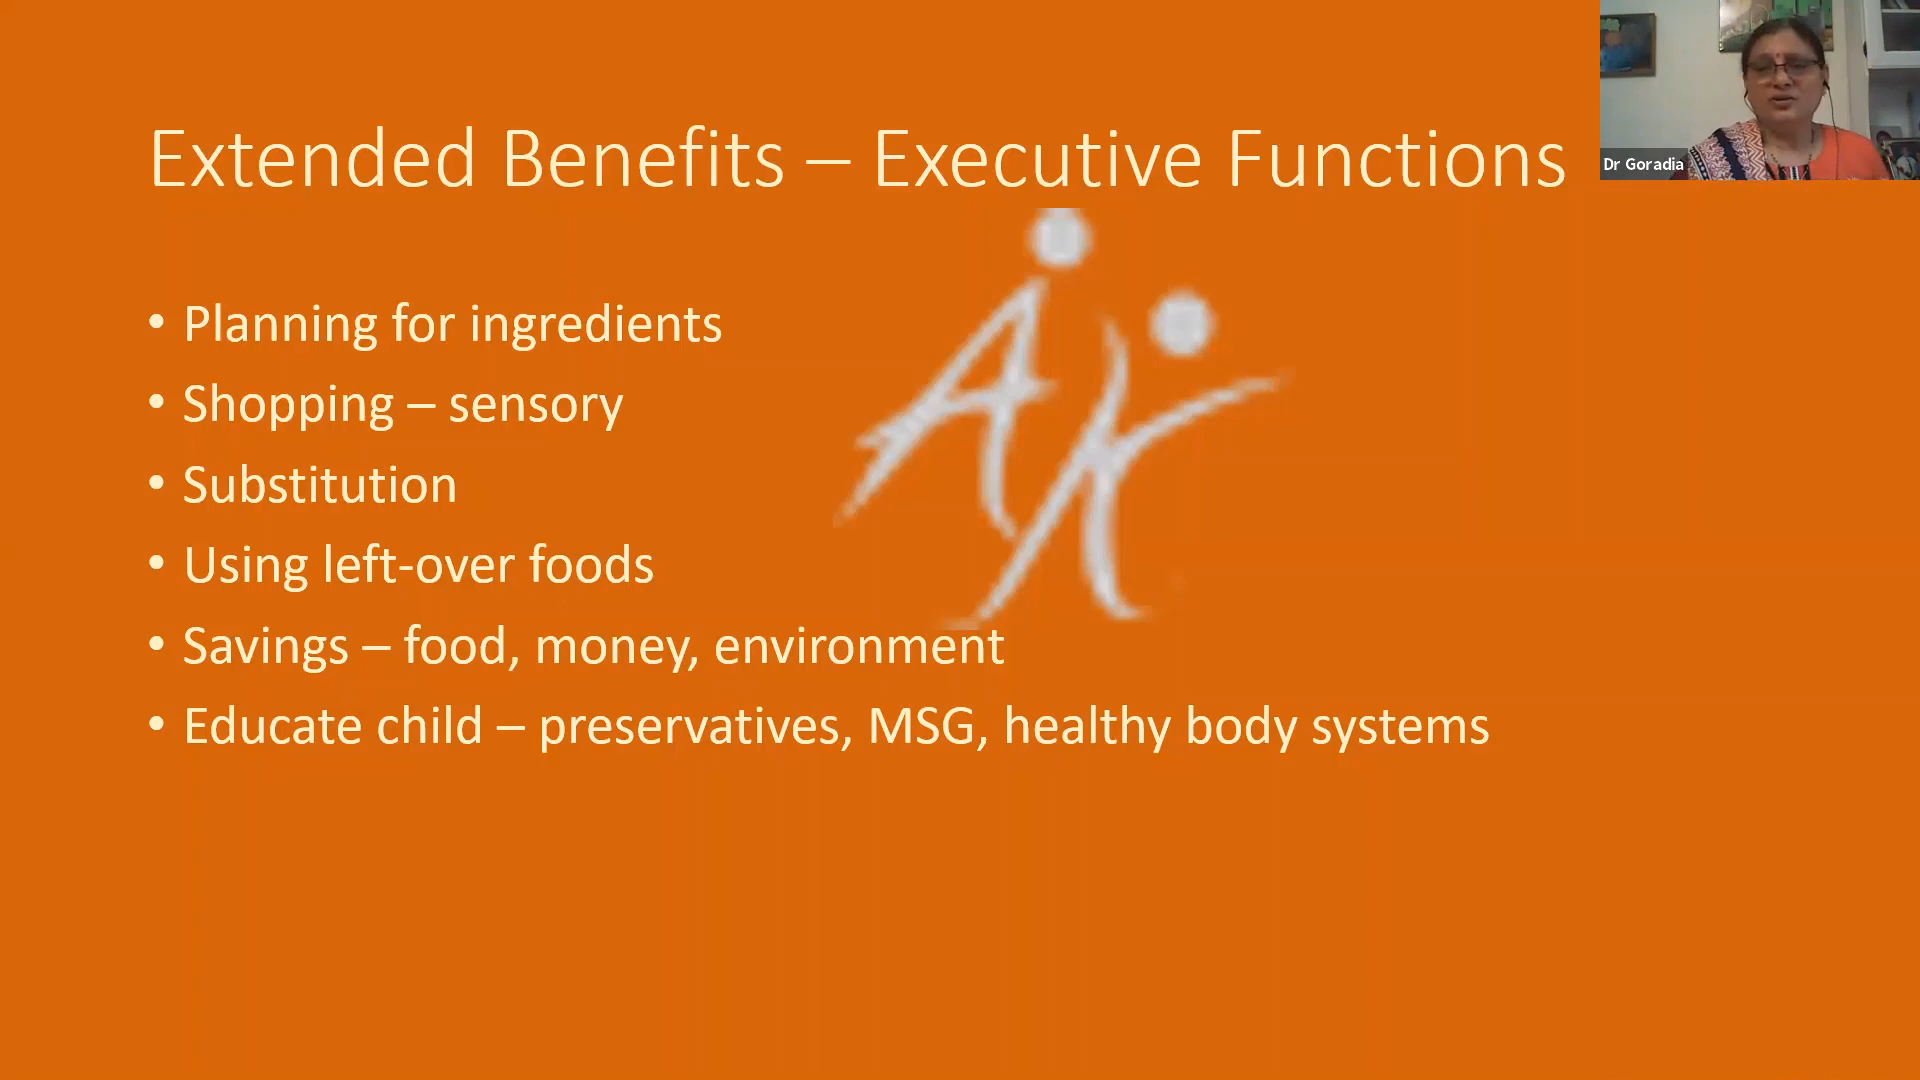 Extended Benefits – Executive Functions
Dr Goradia
• Planning for ingredients
• Shopping – sensory
• Substitution
• Using left-over foods
• Savings – food, money, environment
• Educate child – preservatives, MSG, healthy body systems
AK